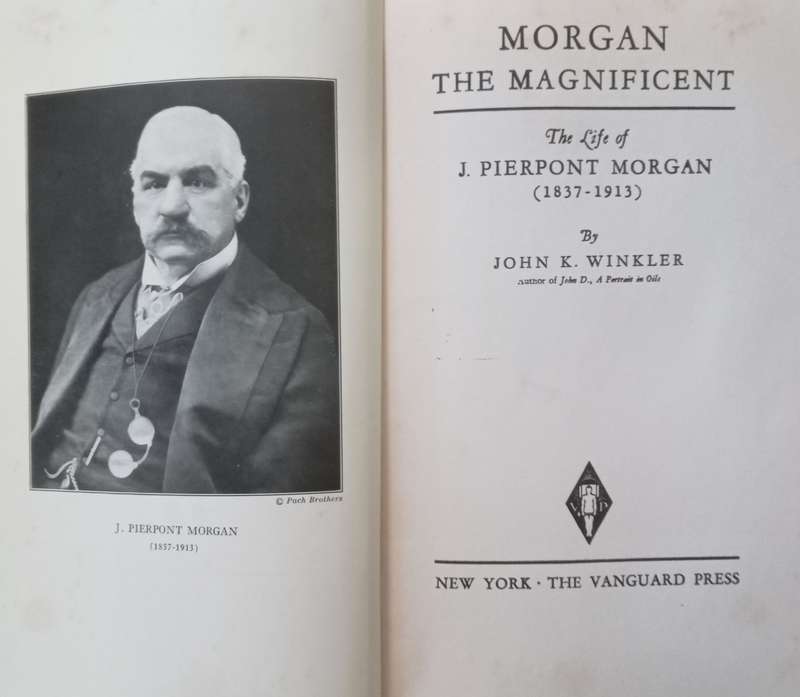 © Pach Brothers
J. PIERPONT MORGAN
(1837-1913)
MORGAN
THE MAGNIFICENT
The Life of
J. PIERPONT MORGAN
(1837-1913)
By
JOHN K. WINKLER
Author of John D., A Portrait in Oils
V P
NEW YORK · THE VANGUARD PRESS